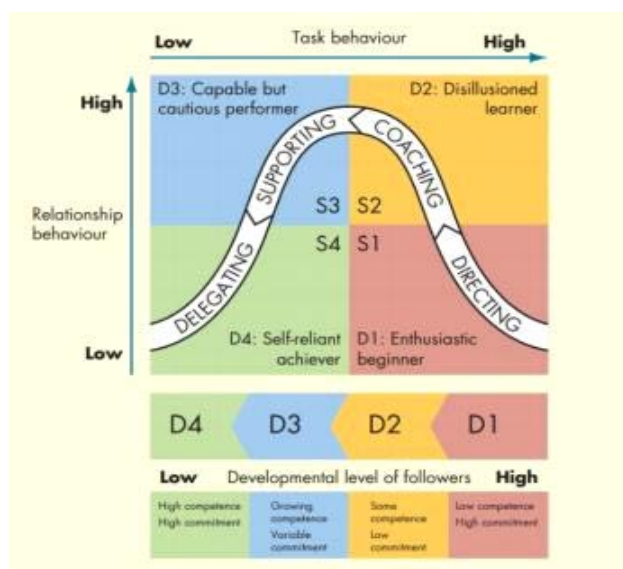 Low Task behaviour High
High
Relationship
behaviour
Low
D3: Capable but
cautious performer
D2: Disillusioned
learner
SUPPORTING
COACHING
S3 S2
S4 S1
DELEGATING
DIRECTING
D4: Self-reliant
achiever
D1: Enthusiastic
beginner
D4 D3 D2 D1
Low Developmental level of followers High
High competence
High commitment
Growing
competence
Variable
commitment
Some
competence
Low
commitment
Low competence
High commitment